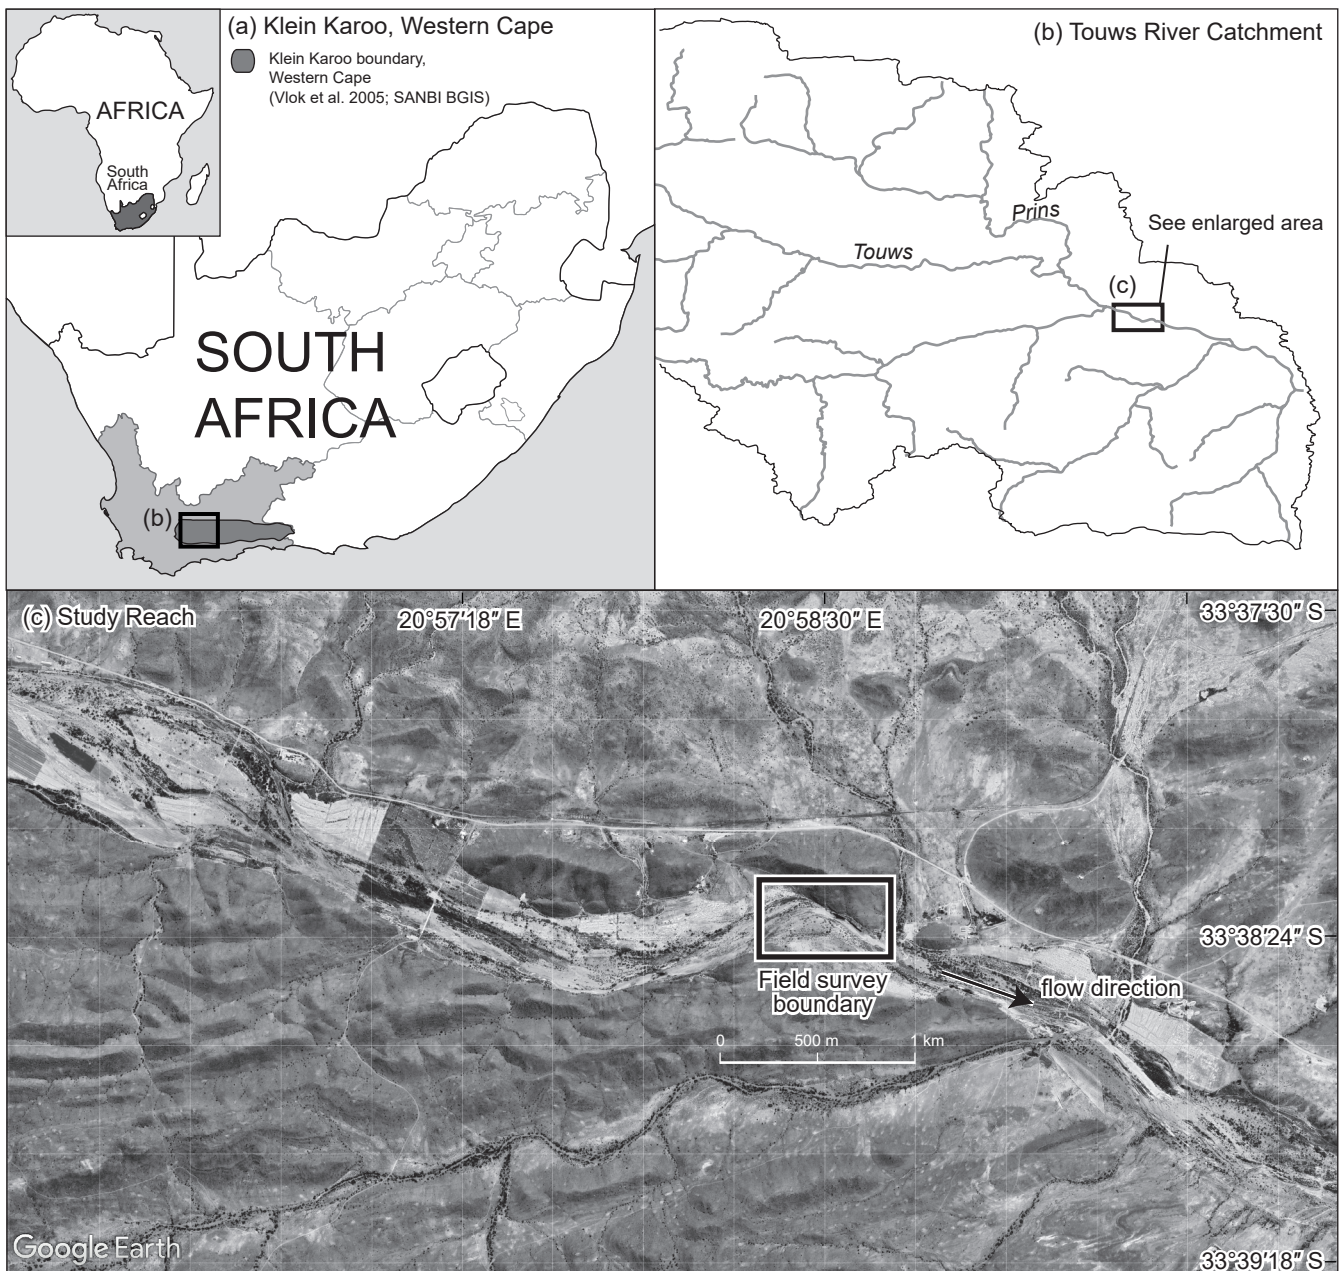 (a) Klein Karoo, Western Cape
Klein Karoo boundary,
Western Cape
(Vlok et al. 2005; SANBI BGIS)
AFRICA
South
Africa
SOUTH
AFRICA
(b)
(b) Touws River Catchment
Prins
See enlarged area
Touws
(c)
(c) Study Reach
20°57′18″ E
20°58′30″ E
33°37′30″ S
33°38′24″ S
Field survey
boundary
flow direction
0 500 m 1 km
Google Earth
33°39′18″ S